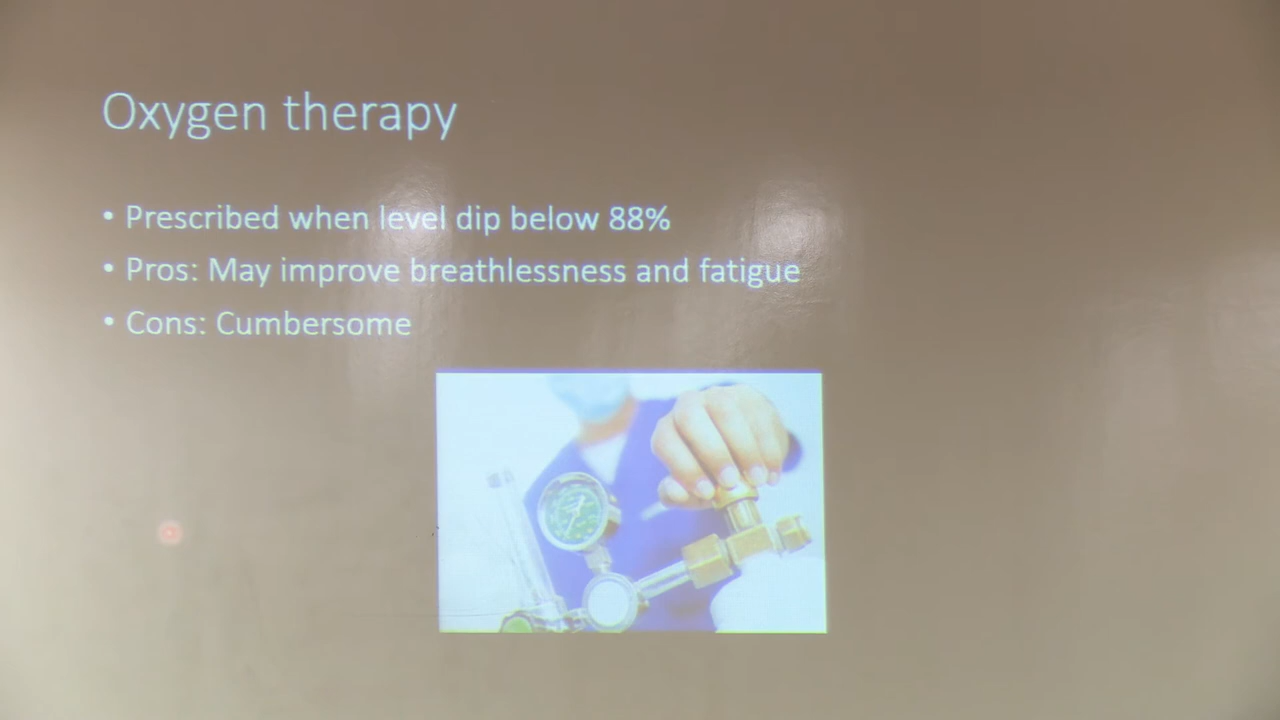 Oxygen therapy
• Prescribed when level dip below 88%
• Pros: May improve breathlessness and fatigue
• Cons: Cumbersome